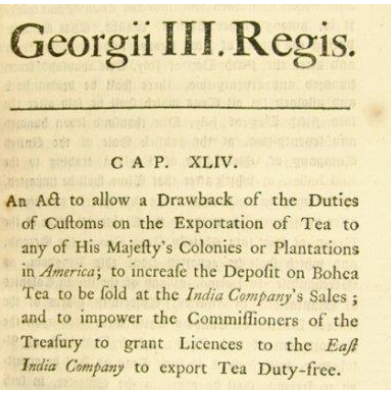 Georgii III. Regis.
CAP. XLIV.
An Act to allow a Drawback of the Duties
of Cuſtoms on the Exportation of Tea to
any of His Majeſty's Colonies or Plantations
in America; to increaſe the Depoſit on Bohea
Tea to be ſold at the India Company's Sales;
and to impower the Commiſſioners of the
Treaſury to grant Licences to the Eaſt
India Company to export Tea Duty-free.